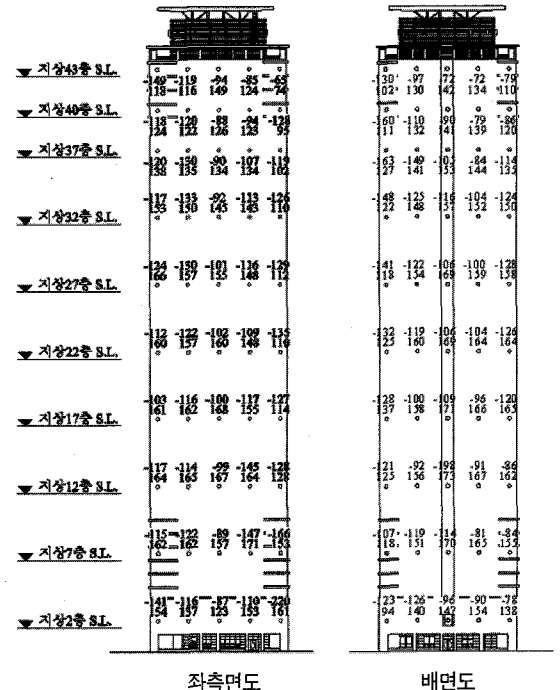 지상43층 S.L. -149 -119 -94 -85 -65 -130 -97 -72 -72 -79
118 116 149 124 74 102 130 142 134 110
지상40층 S.L. -118 -120 -88 -94 -128 -160 -110 -90 -79 -86
124 122 126 123 95 111 132 141 139 120
지상37층 S.L. -120 -130 -90 -107 -119 -163 -149 -105 -84 -114
138 135 134 134 102 127 141 153 144 135
-117 -133 -92 -113 -126 -148 -125 -116 -104 -124
153 150 145 143 110 122 148 157 152 150
지상32층 S.L.
-124 -150 -101 -116 -129 -141 -122 -106 -100 -128
166 157 155 148 112 118 154 169 159 158
지상27층 S.L.
-112 -122 -102 -109 -135 -132 -119 -106 -104 -126
160 157 160 148 110 125 160 169 164 164
지상22층 S.L.
-103 -116 -100 -117 -127 -128 -100 -109 -96 -120
161 162 168 155 114 137 158 171 166 165
지상17층 S.L.
-117 -114 -99 -145 -128 -121 -92 -198 -91 -86
164 165 167 164 128 125 156 173 167 162
지상12층 S.L.
-115 -122 -89 -147 -166 -107 -119 -114 -81 -84
162 162 157 171 153 118 151 170 165 155
지상7층 S.L.
-141 -116 -87 -110 -220 -123 -126 -96 -90 -78
154 157 123 153 161 94 140 147 154 138
지상2층 S.L.
좌측면도 배면도